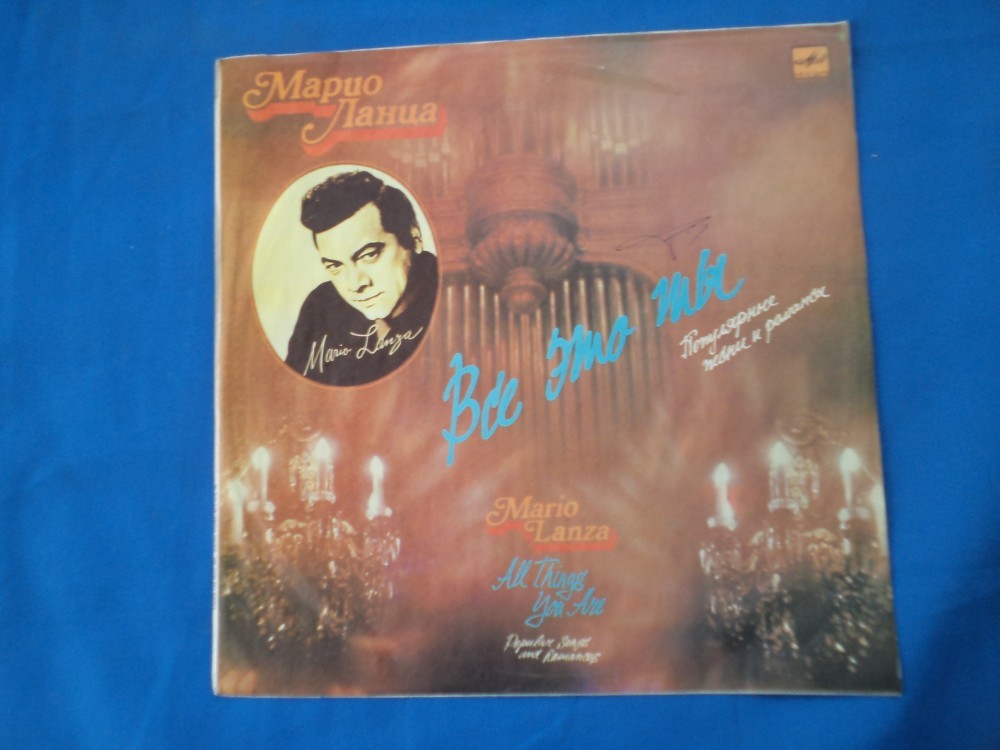 Марио
Ланца
Mario Lanza
Все это ты
Популярные
песни и романсы
Mario
Lanza
All Things
You Are
Popular Songs
and Romances